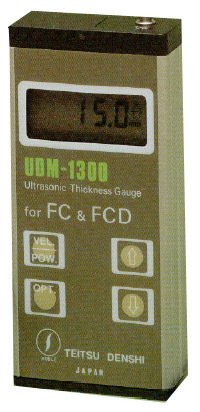 15.0
UDM-1300
Ultrasonic Thickness Gauge
for FC & FCD
VEL.
POW.
OPT.
TEITSU DENSHI
JAPAN